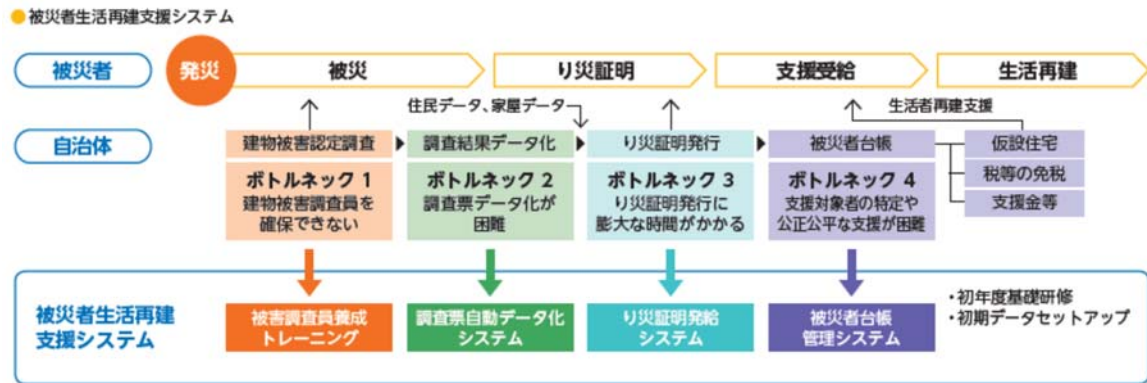 ●被災者生活再建支援システム
被災者
発災
被災
り災証明
支援受給
生活再建
住民データ、家屋データ
生活者再建支援
自治体
建物被害認定調査
調査結果データ化
り災証明発行
被災者台帳
仮設住宅
税等の免税
支援金等
ボトルネック 1
建物被害調査員を
確保できない
ボトルネック 2
調査票データ化が
困難
ボトルネック 3
り災証明発行に
膨大な時間がかかる
ボトルネック 4
支援対象者の特定や
公正公平な支援が困難
被災者生活再建
支援システム
被害調査員養成
トレーニング
調査票自動データ化
システム
り災証明発給
システム
被災者台帳
管理システム
・初年度基礎研修
・初期データセットアップ